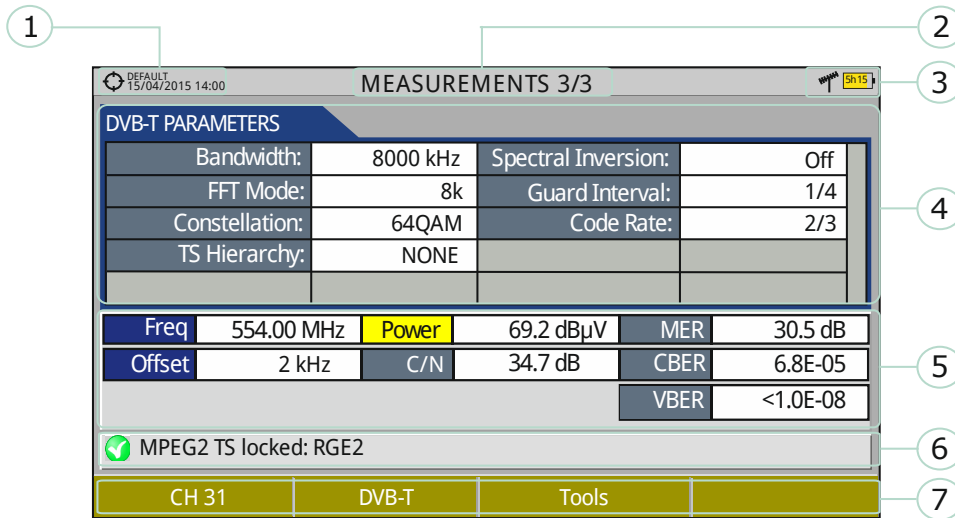 1
2
DEFAULT
15/04/2015 14:00
MEASUREMENTS 3/3
5h15
3
DVB-T PARAMETERS
Bandwidth: 8000 kHz Spectral Inversion: Off
FFT Mode: 8k Guard Interval: 1/4
4
Constellation: 64QAM Code Rate: 2/3
TS Hierarchy: NONE
Freq 554.00 MHz Power 69.2 dBµV MER 30.5 dB
Offset 2 kHz C/N 34.7 dB CBER 6.8E-05
5
VBER <1.0E-08
MPEG2 TS locked: RGE2
6
CH 31 DVB-T Tools
7